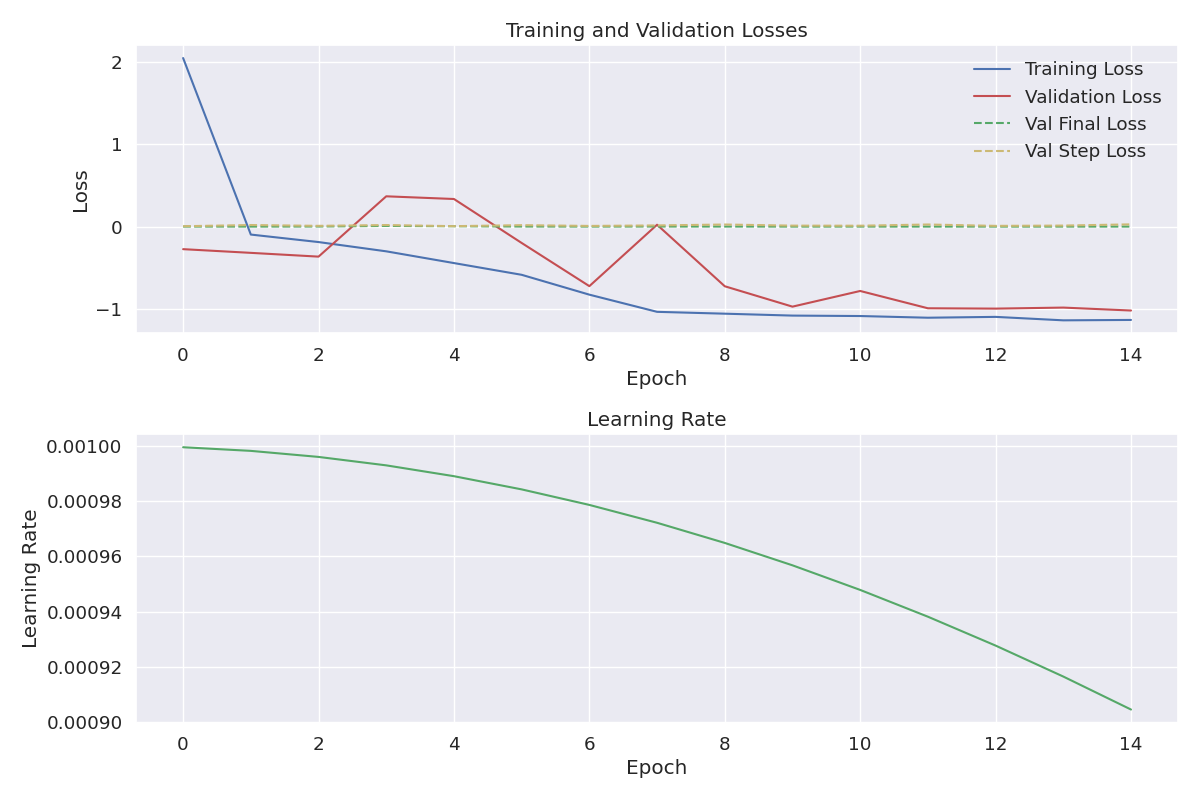 Training and Validation Losses
2
1
0
−1
Loss
Training Loss
Validation Loss
Val Final Loss
Val Step Loss
0 2 4 6 8 10 12 14
Epoch
Learning Rate
0.00100
0.00098
0.00096
0.00094
0.00092
0.00090
Learning Rate
0 2 4 6 8 10 12 14
Epoch